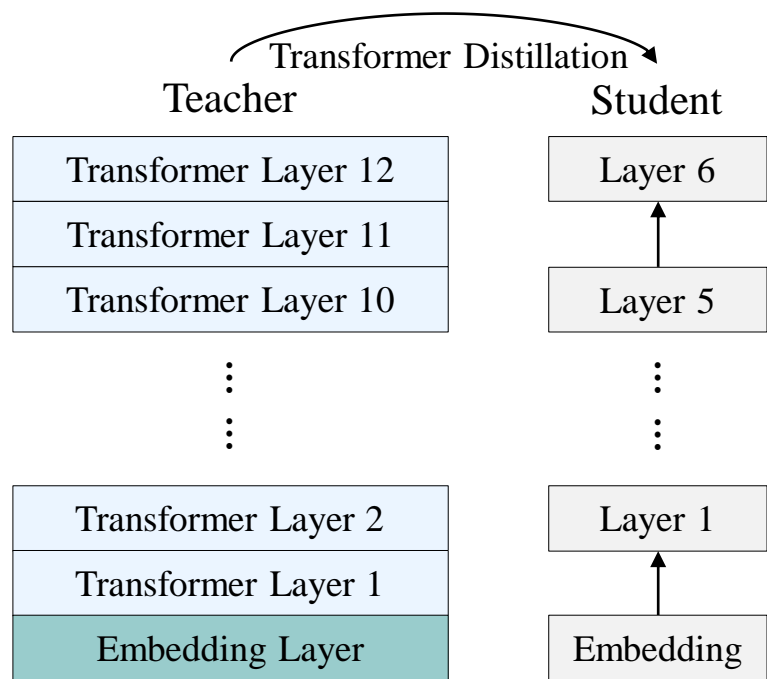 Transformer Distillation
Teacher
Student
Transformer Layer 12
Layer 6
Transformer Layer 11
Transformer Layer 10
Layer 5
Transformer Layer 2
Layer 1
Transformer Layer 1
Embedding Layer
Embedding